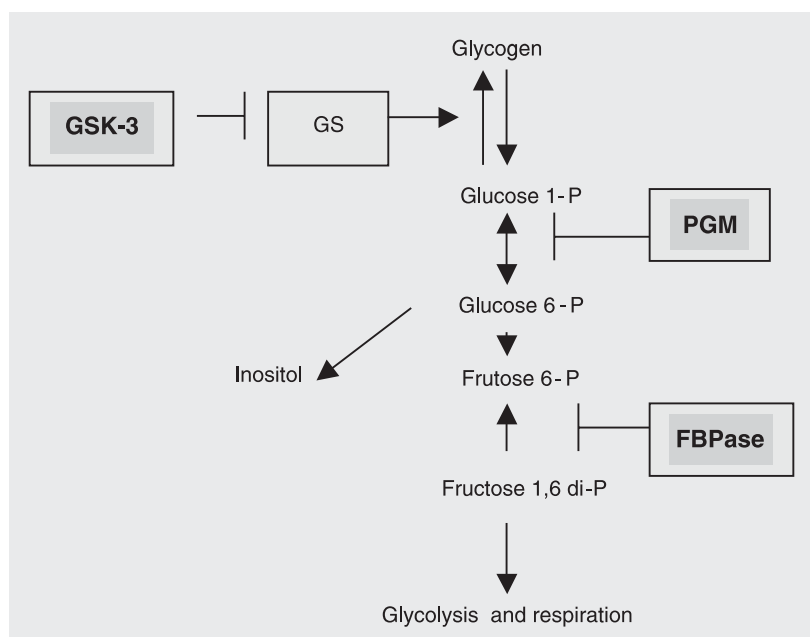 Glycogen
GSK-3
GS
Glucose 1-P
PGM
Glucose 6-P
Inositol
Frutose 6-P
FBPase
Fructose 1,6 di-P
Glycolysis and respiration